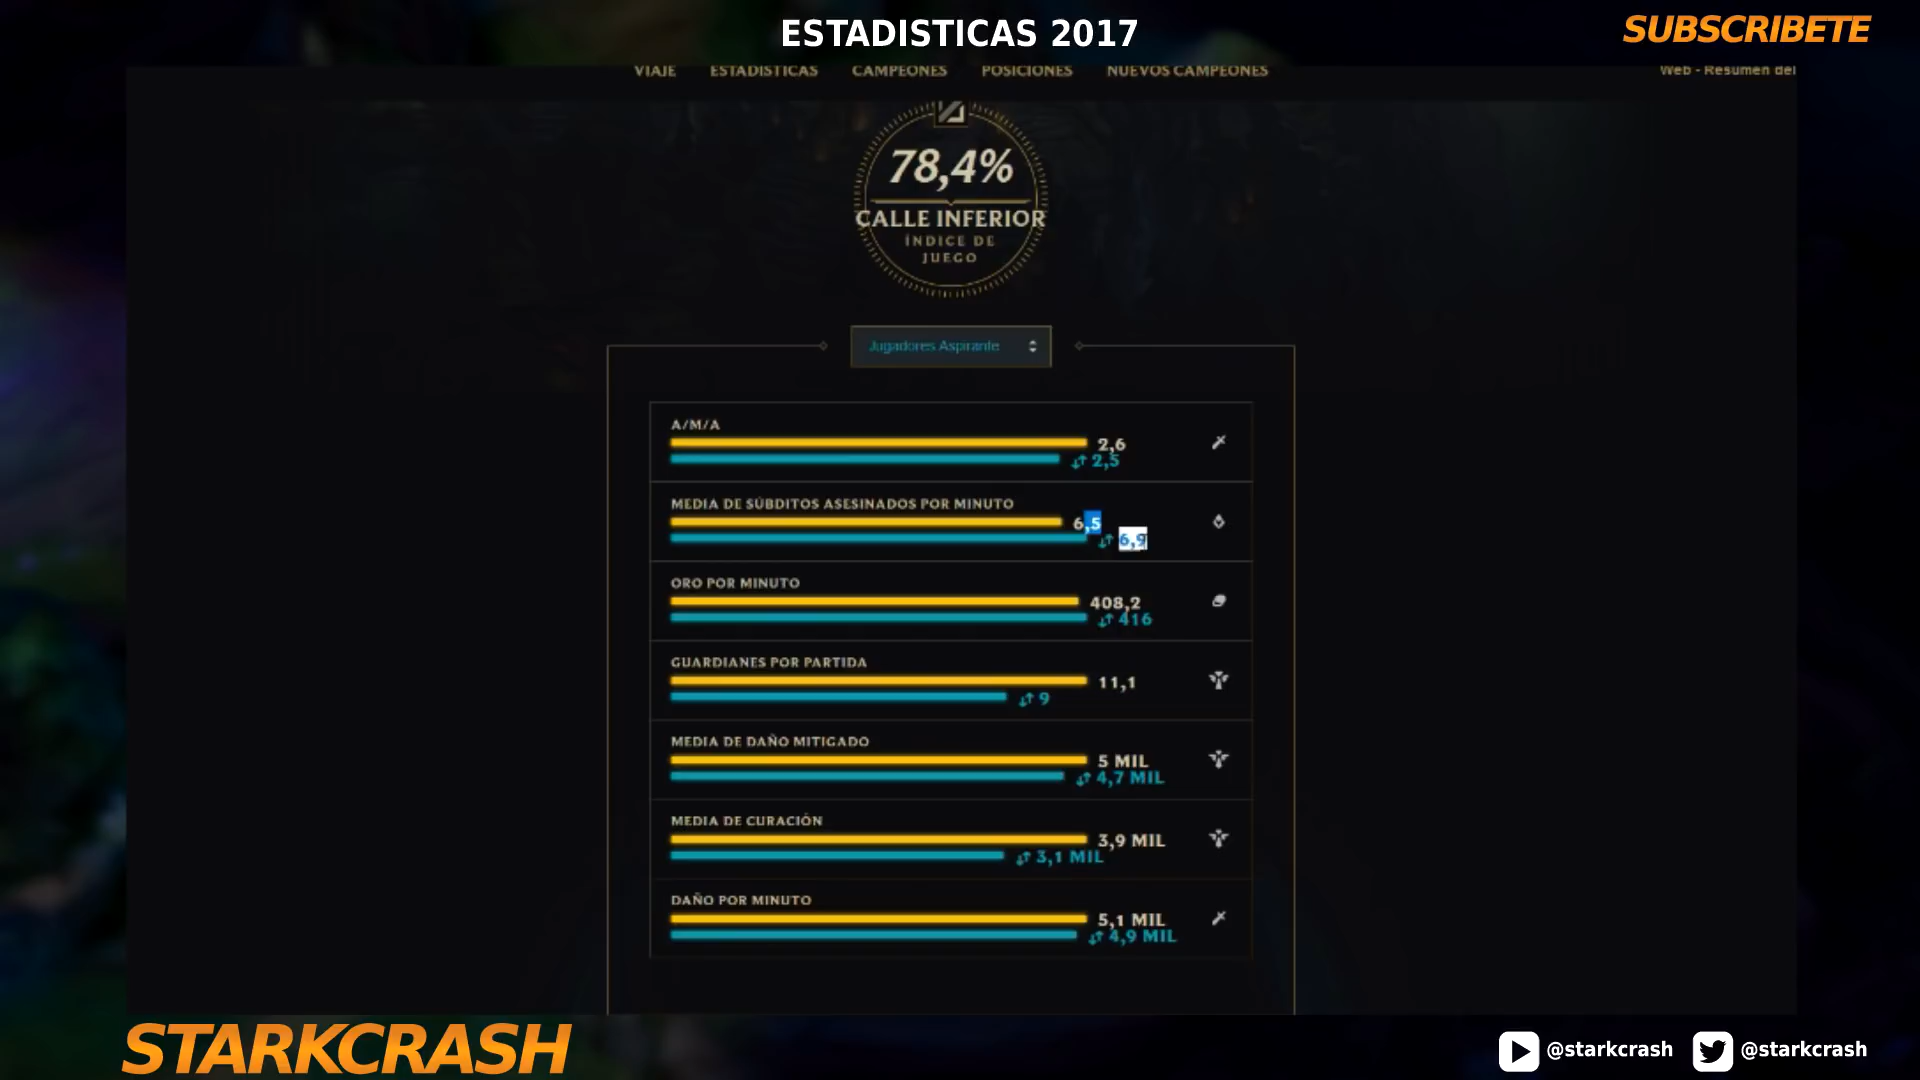 ESTADISTICAS 2017
SUBSCRIBETE
VIAJE ESTADÍSTICAS CAMPEONES POSICIONES NUEVOS CAMPEONES Web - Resumen del
78,4%
CALLE INFERIOR
ÍNDICE DE
JUEGO
Jugadores Aspirante
A/M/A
2,6
2,5
MEDIA DE SÚBDITOS ASESINADOS POR MINUTO
6,5
6,9
ORO POR MINUTO
408,2
416
GUARDIANES POR PARTIDA
11,1
9
MEDIA DE DAÑO MITIGADO
5 MIL
4,7 MIL
MEDIA DE CURACIÓN
3,9 MIL
3,1 MIL
DAÑO POR MINUTO
5,1 MIL
4,9 MIL
STARKCRASH
@starkcrash @starkcrash